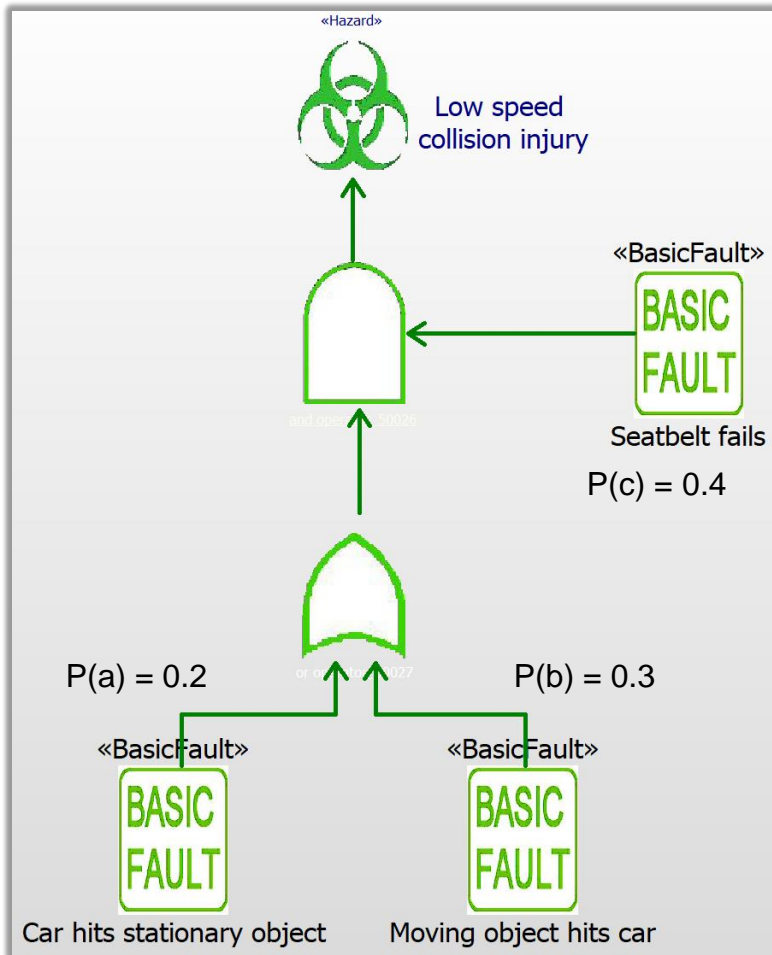 «Hazard»
Low speed
collision injury
«BasicFault»
BASIC
FAULT
Seatbelt fails
P(c) = 0.4
P(a) = 0.2
P(b) = 0.3
«BasicFault»
BASIC
FAULT
Car hits stationary object
«BasicFault»
BASIC
FAULT
Moving object hits car